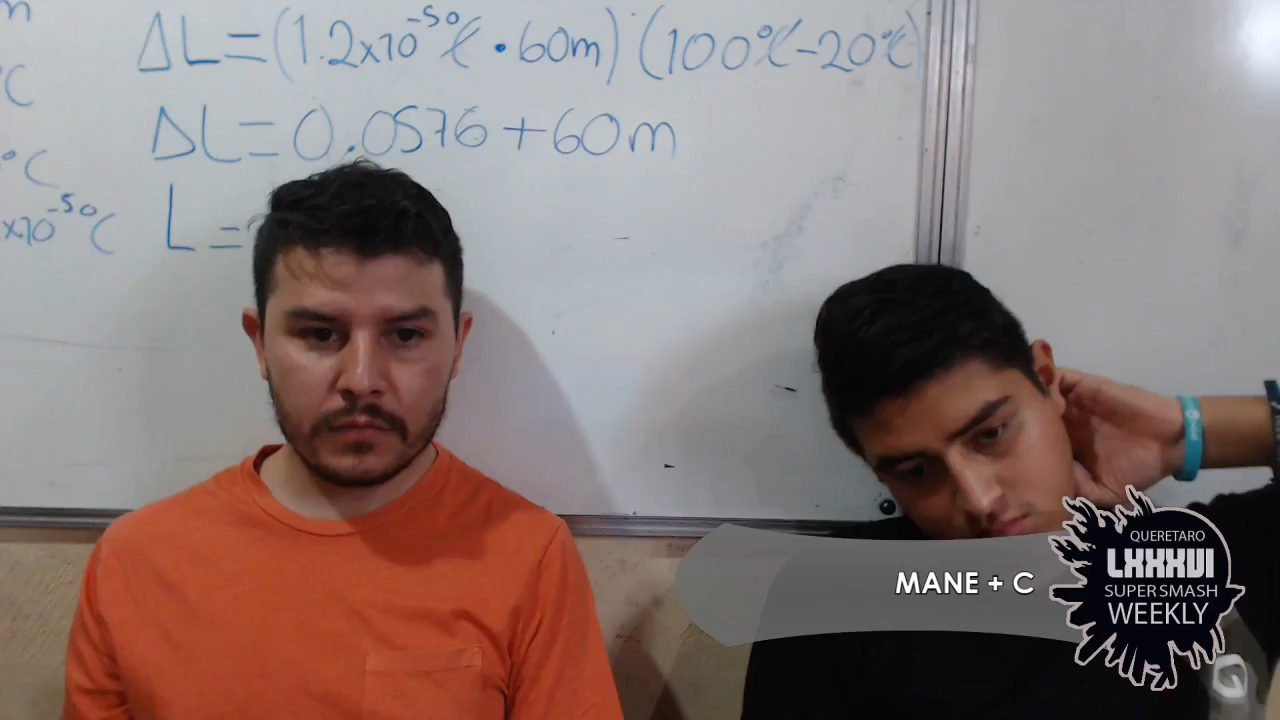 m
ΔL=(1.2x10^-5°C • 60m) (100°C-20°C)
°C
ΔL=0.0576+60m
°C
x10^-5°C
L=
MANE + C
QUERETARO
LXXXVI
SUPER SMASH
WEEKLY